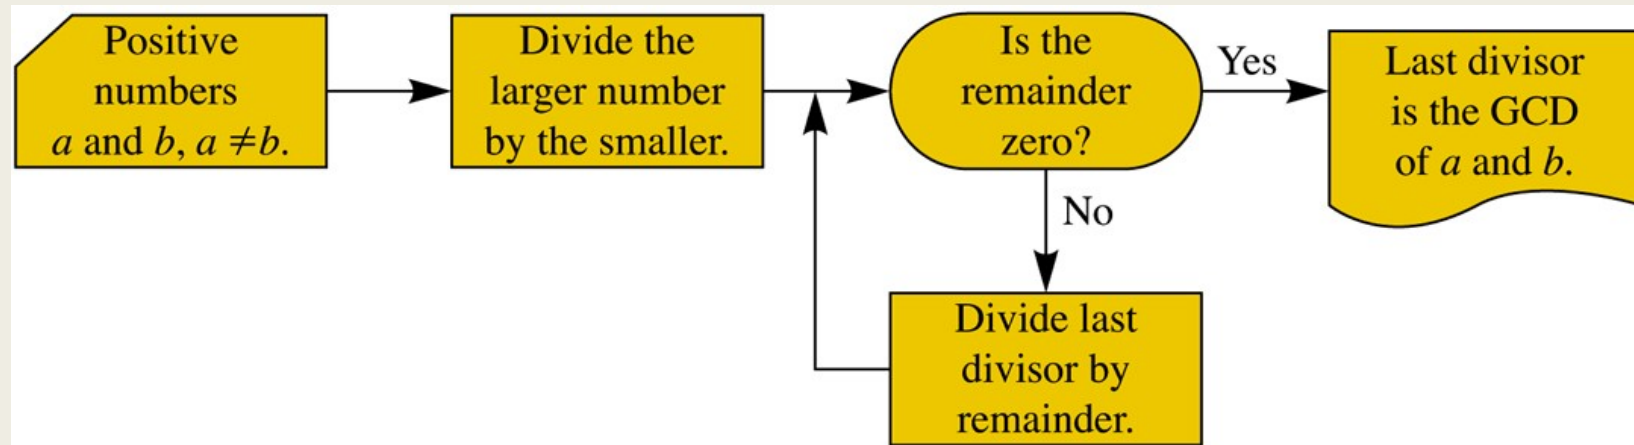 Positive
numbers
a and b, a ≠ b.
Divide the
larger number
by the smaller.
Is the
remainder
zero?
Yes
Last divisor
is the GCD
of a and b.
No
Divide last
divisor by
remainder.